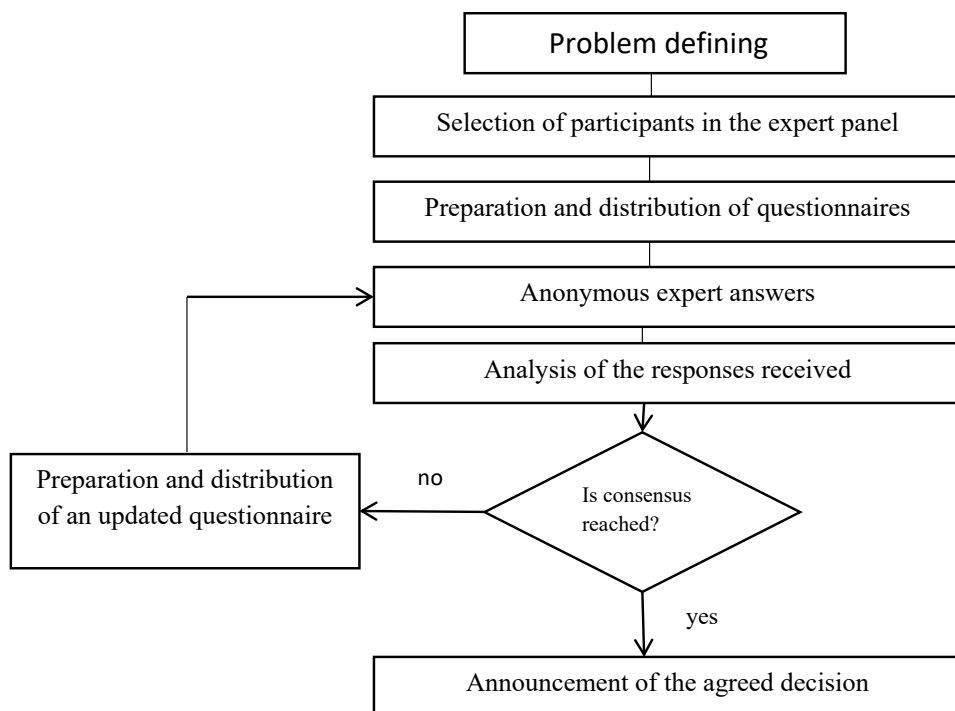 Problem defining
Selection of participants in the expert panel
Preparation and distribution of questionnaires
Anonymous expert answers
Analysis of the responses received
Preparation and distribution
of an updated questionnaire
no
Is consensus
reached?
yes
Announcement of the agreed decision